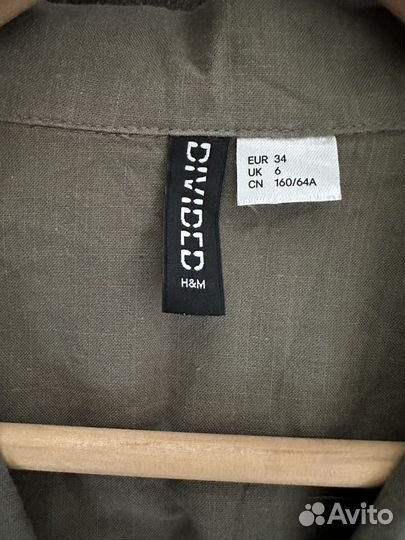 DIVIDED
H&M
EUR 34
UK 6
CN 160/64A
Avito